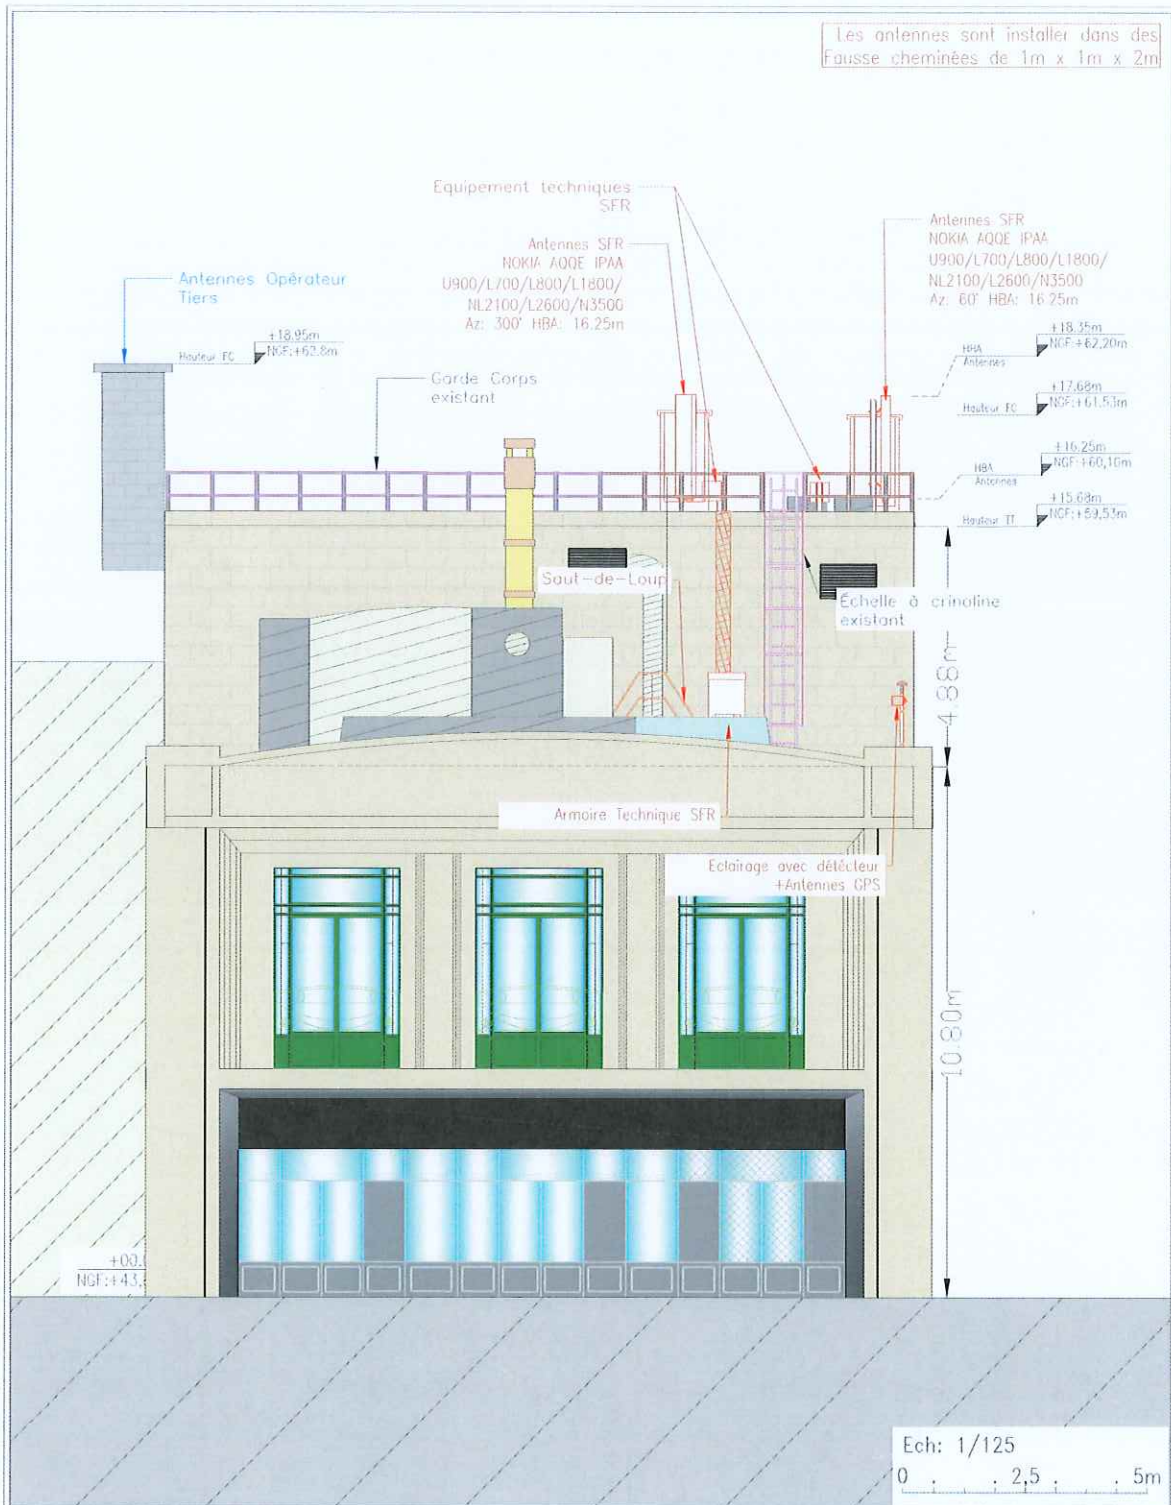 Les antennes sont installer dans des
Fausse cheminées de 1m x 1m x 2m
Equipement techniques
SFR
Antennes SFR
NOKIA AQQE IPAA
U900/L700/L800/L1800/
NL2100/L2600/N3500
Az: 300° HBA: 16.25m
Antennes SFR
NOKIA AQQE IPAA
U900/L700/L800/L1800/
NL2100/L2600/N3500
Az: 60° HBA: 16.25m
Antennes Opérateur
Tiers
+18.95m
Hauteur FC
NGF:+62.8m
Garde Corps
existant
+18.35m
HHA
Antennes
NGF:+62,20m
+17.68m
Hauteur FC
NGF:+61.53m
+16.25m
HBA
Antennes
NGF:+60,10m
+15.68m
Hauteur TT
NGF:+59,53m
Saut-de-Loup
Échelle à crinoline
existant
4.88m
Armoire Technique SFR
Eclairage avec détecteur
+Antennes GPS
10.80m
+00.
NGF:+43,
Ech: 1/125
0 . . 2,5 . . 5m